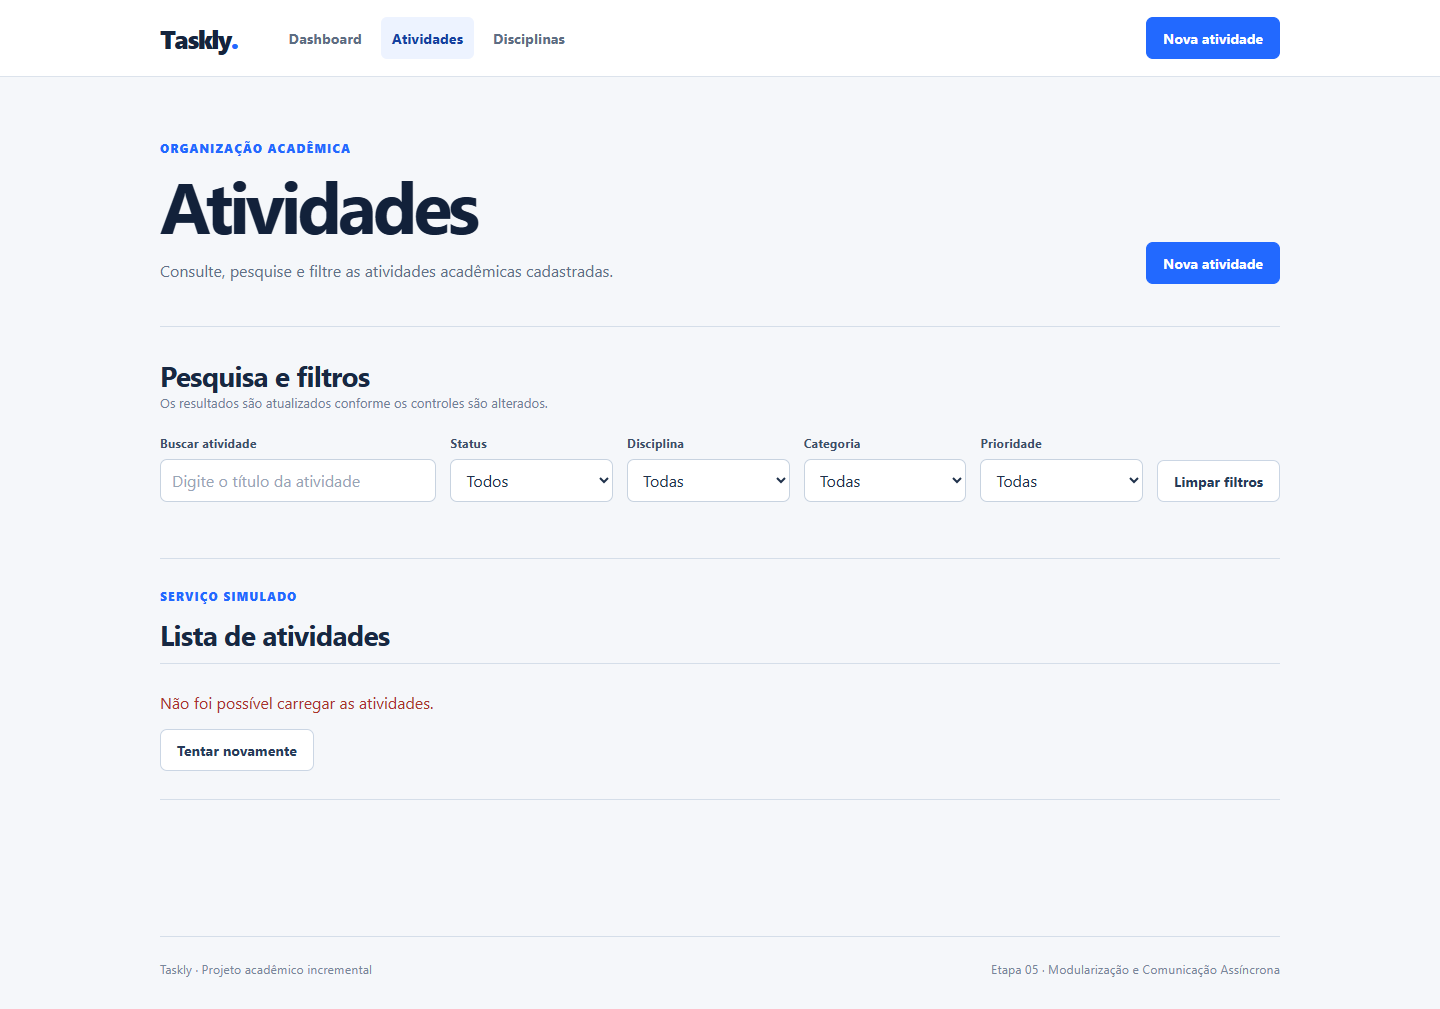 Taskly.
Dashboard
Atividades
Disciplinas
Nova atividade
ORGANIZAÇÃO ACADÊMICA
Atividades
Consulte, pesquise e filtre as atividades acadêmicas cadastradas.
Nova atividade
Pesquisa e filtros
Os resultados são atualizados conforme os controles são alterados.
Buscar atividade
Digite o título da atividade
Status
Todos
Disciplina
Todas
Categoria
Todas
Prioridade
Todas
Limpar filtros
SERVIÇO SIMULADO
Lista de atividades
Não foi possível carregar as atividades.
Tentar novamente
Taskly · Projeto acadêmico incremental
Etapa 05 · Modularização e Comunicação Assíncrona